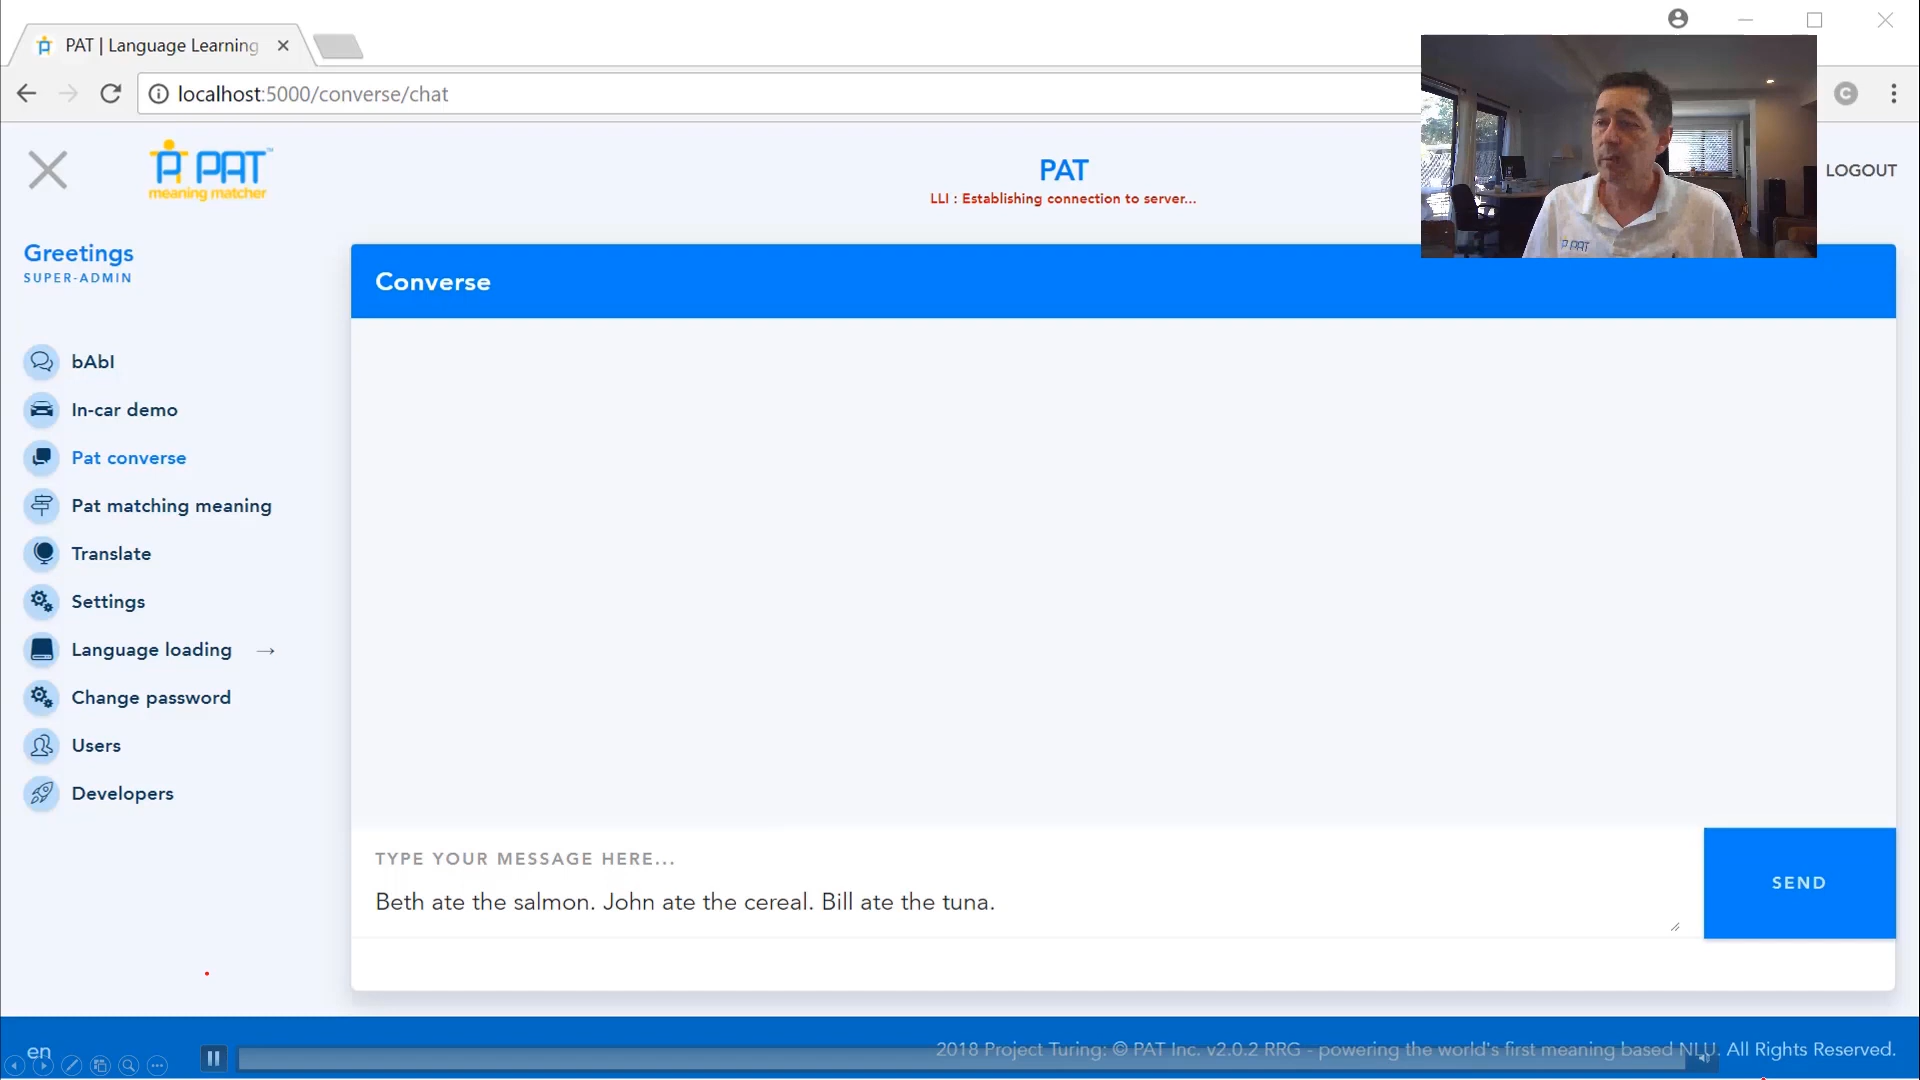 PAT | Language Learning
localhost:5000/converse/chat
PAT™
meaning matcher
PAT
LLI : Establishing connection to server...
PAT
LOGOUT
Greetings
SUPER-ADMIN
Converse
bAbI
In-car demo
Pat converse
Pat matching meaning
Translate
Settings
Language loading →
Change password
Users
Developers
TYPE YOUR MESSAGE HERE...
Beth ate the salmon. John ate the cereal. Bill ate the tuna.
SEND
en
2018 Project Turing: © PAT Inc. v2.0.2 RRG - powering the world's first meaning based NLU. All Rights Reserved.